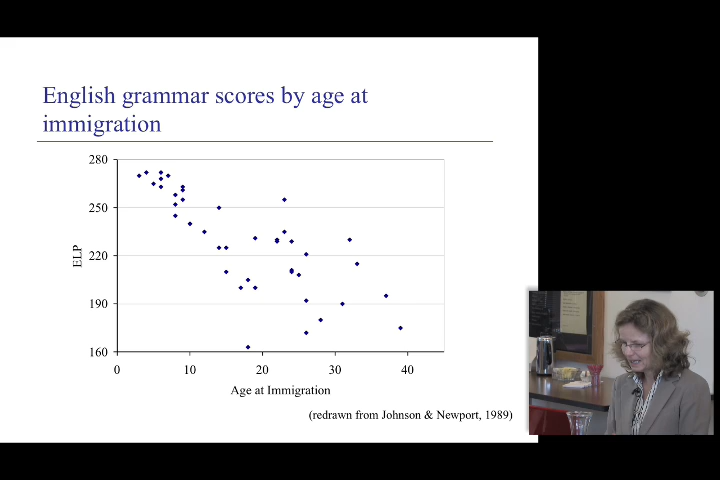 English grammar scores by age at
immigration
280
250
220
190
160
ELP
0 10 20 30 40
Age at Immigration
(redrawn from Johnson & Newport, 1989)